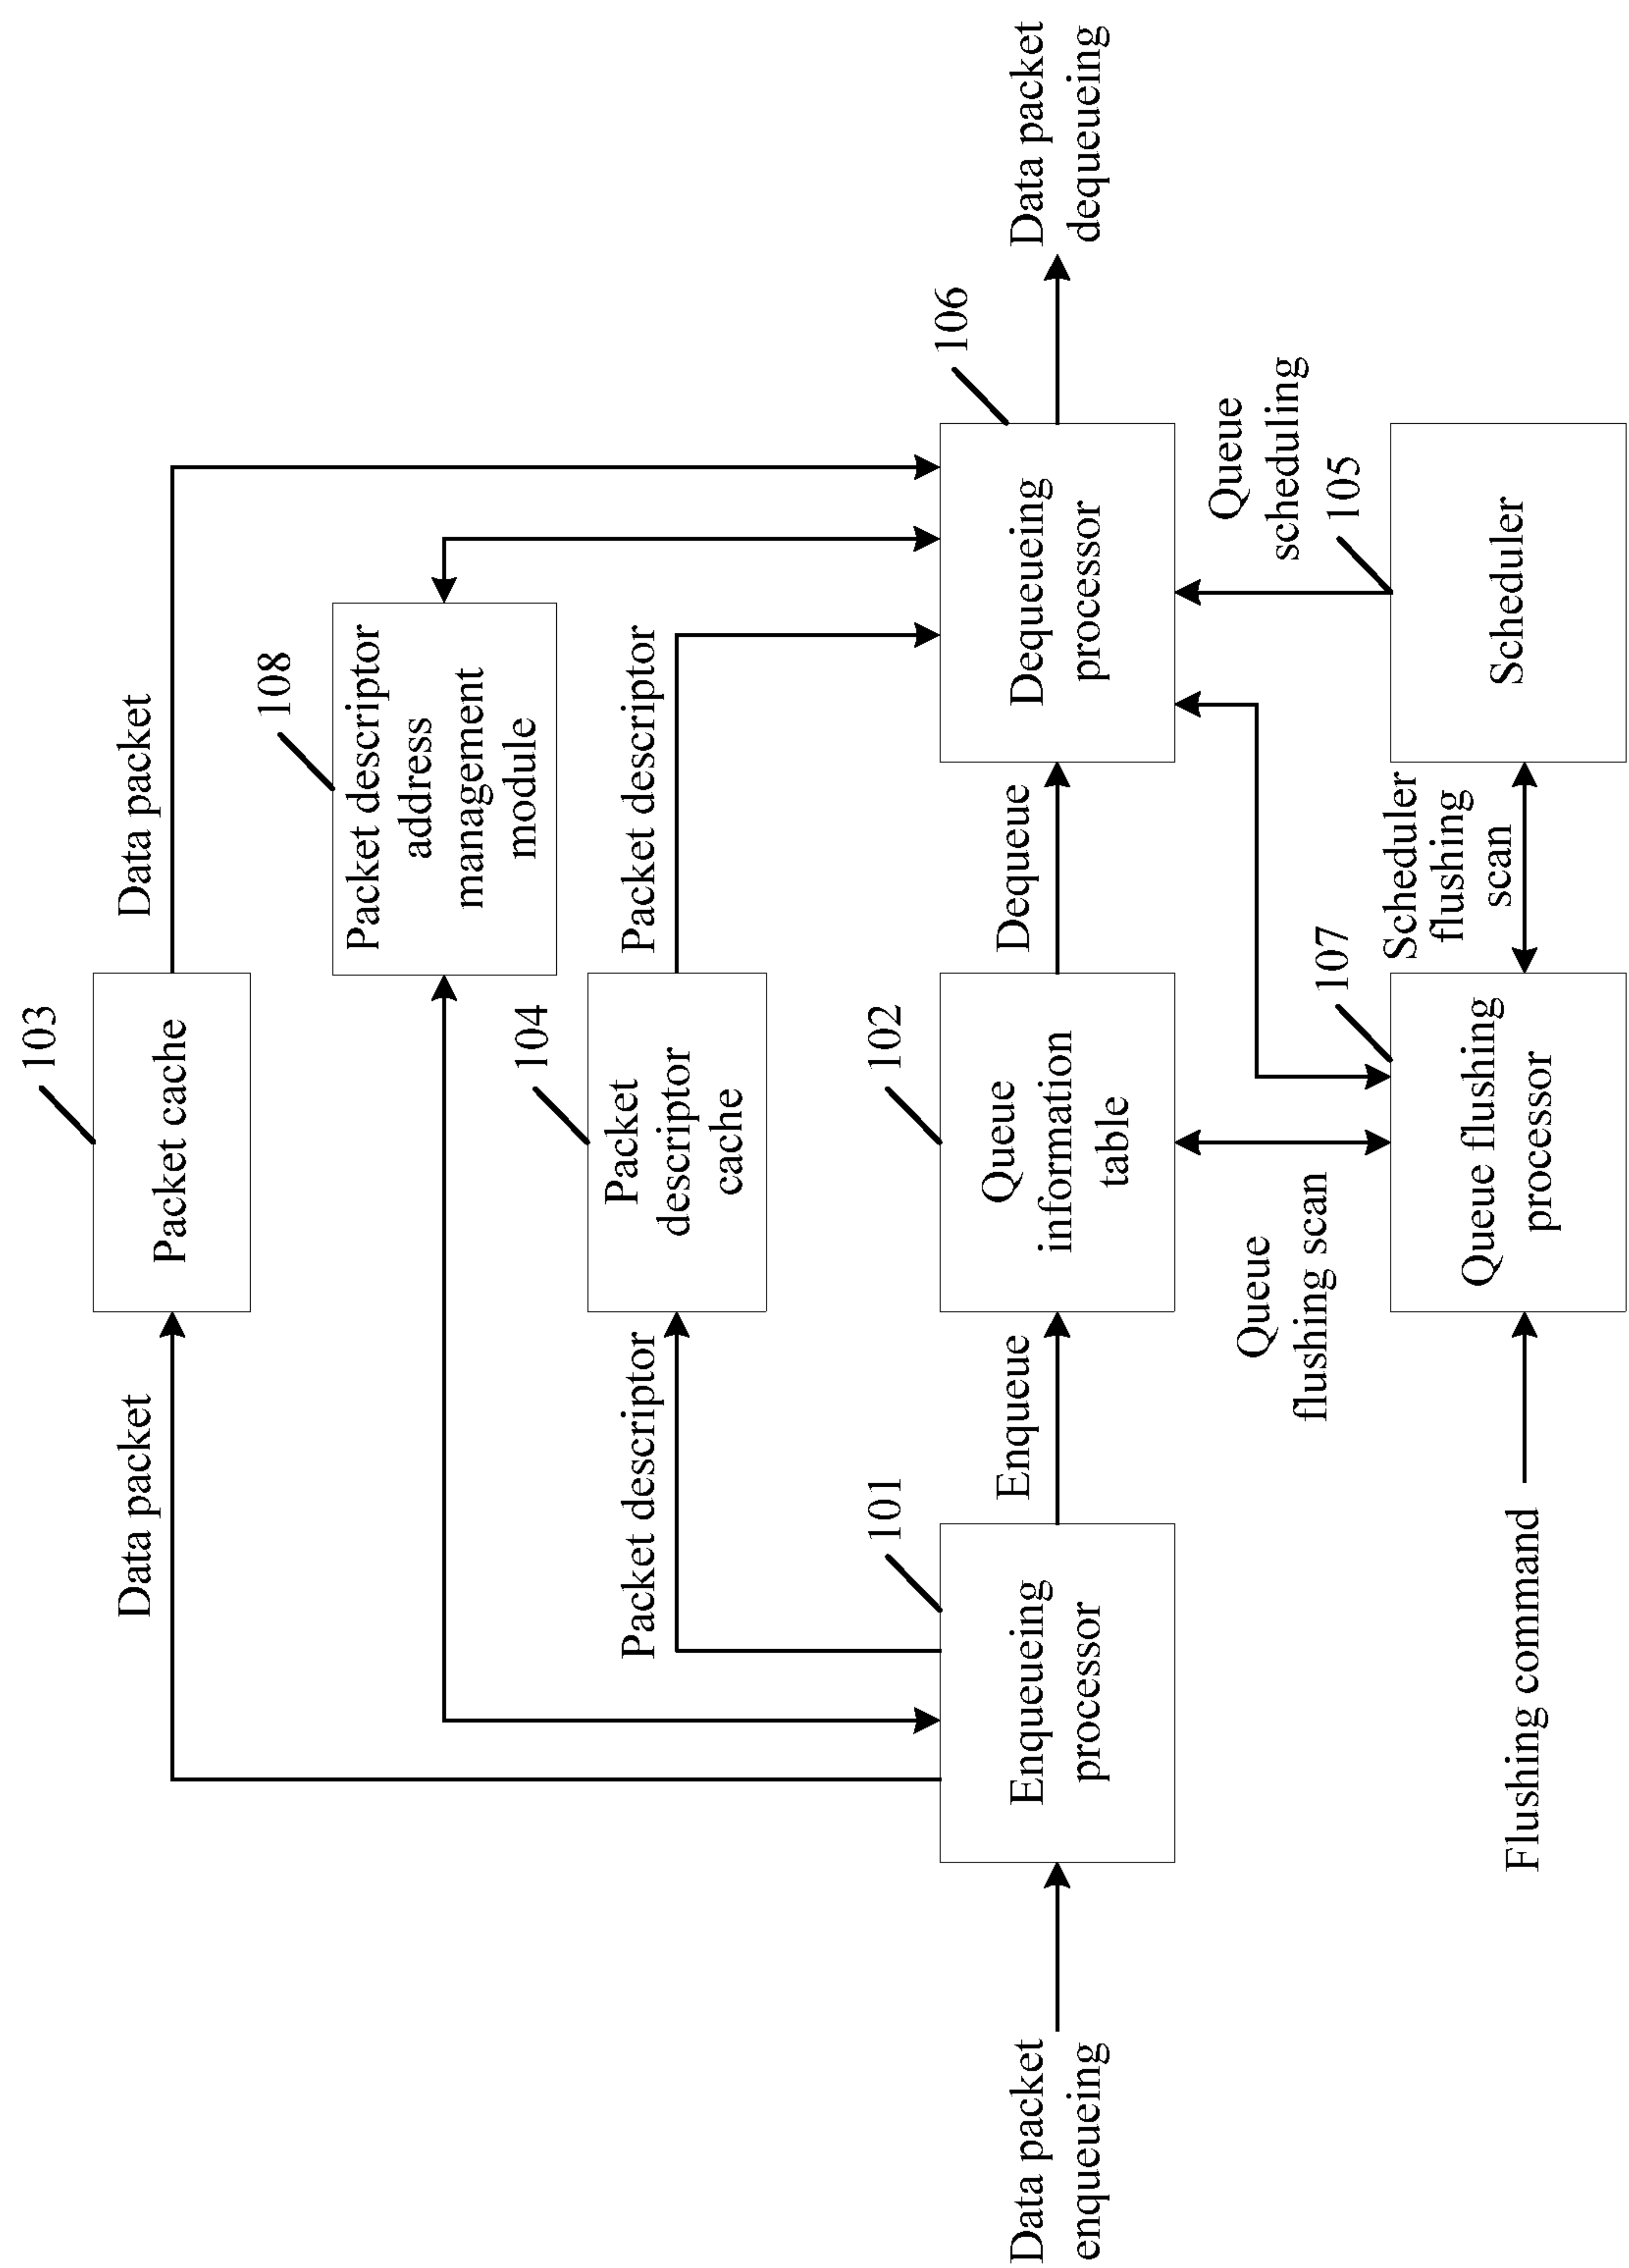 103
Packet cache
Data packet
Data packet
108
Packet descriptor
address
management
module
104
Packet
descriptor
cache
Packet descriptor
Packet descriptor
Data packet
enqueueing
101
Enqueueing
processor
Enqueue
102
Queue
information
table
Dequeue
106
Dequeueing
processor
Data packet
dequeueing
Queue
flushing scan
107
Queue
scheduling
105
Flushing command
Queue flushing
processor
Scheduler
flushing
scan
Scheduler